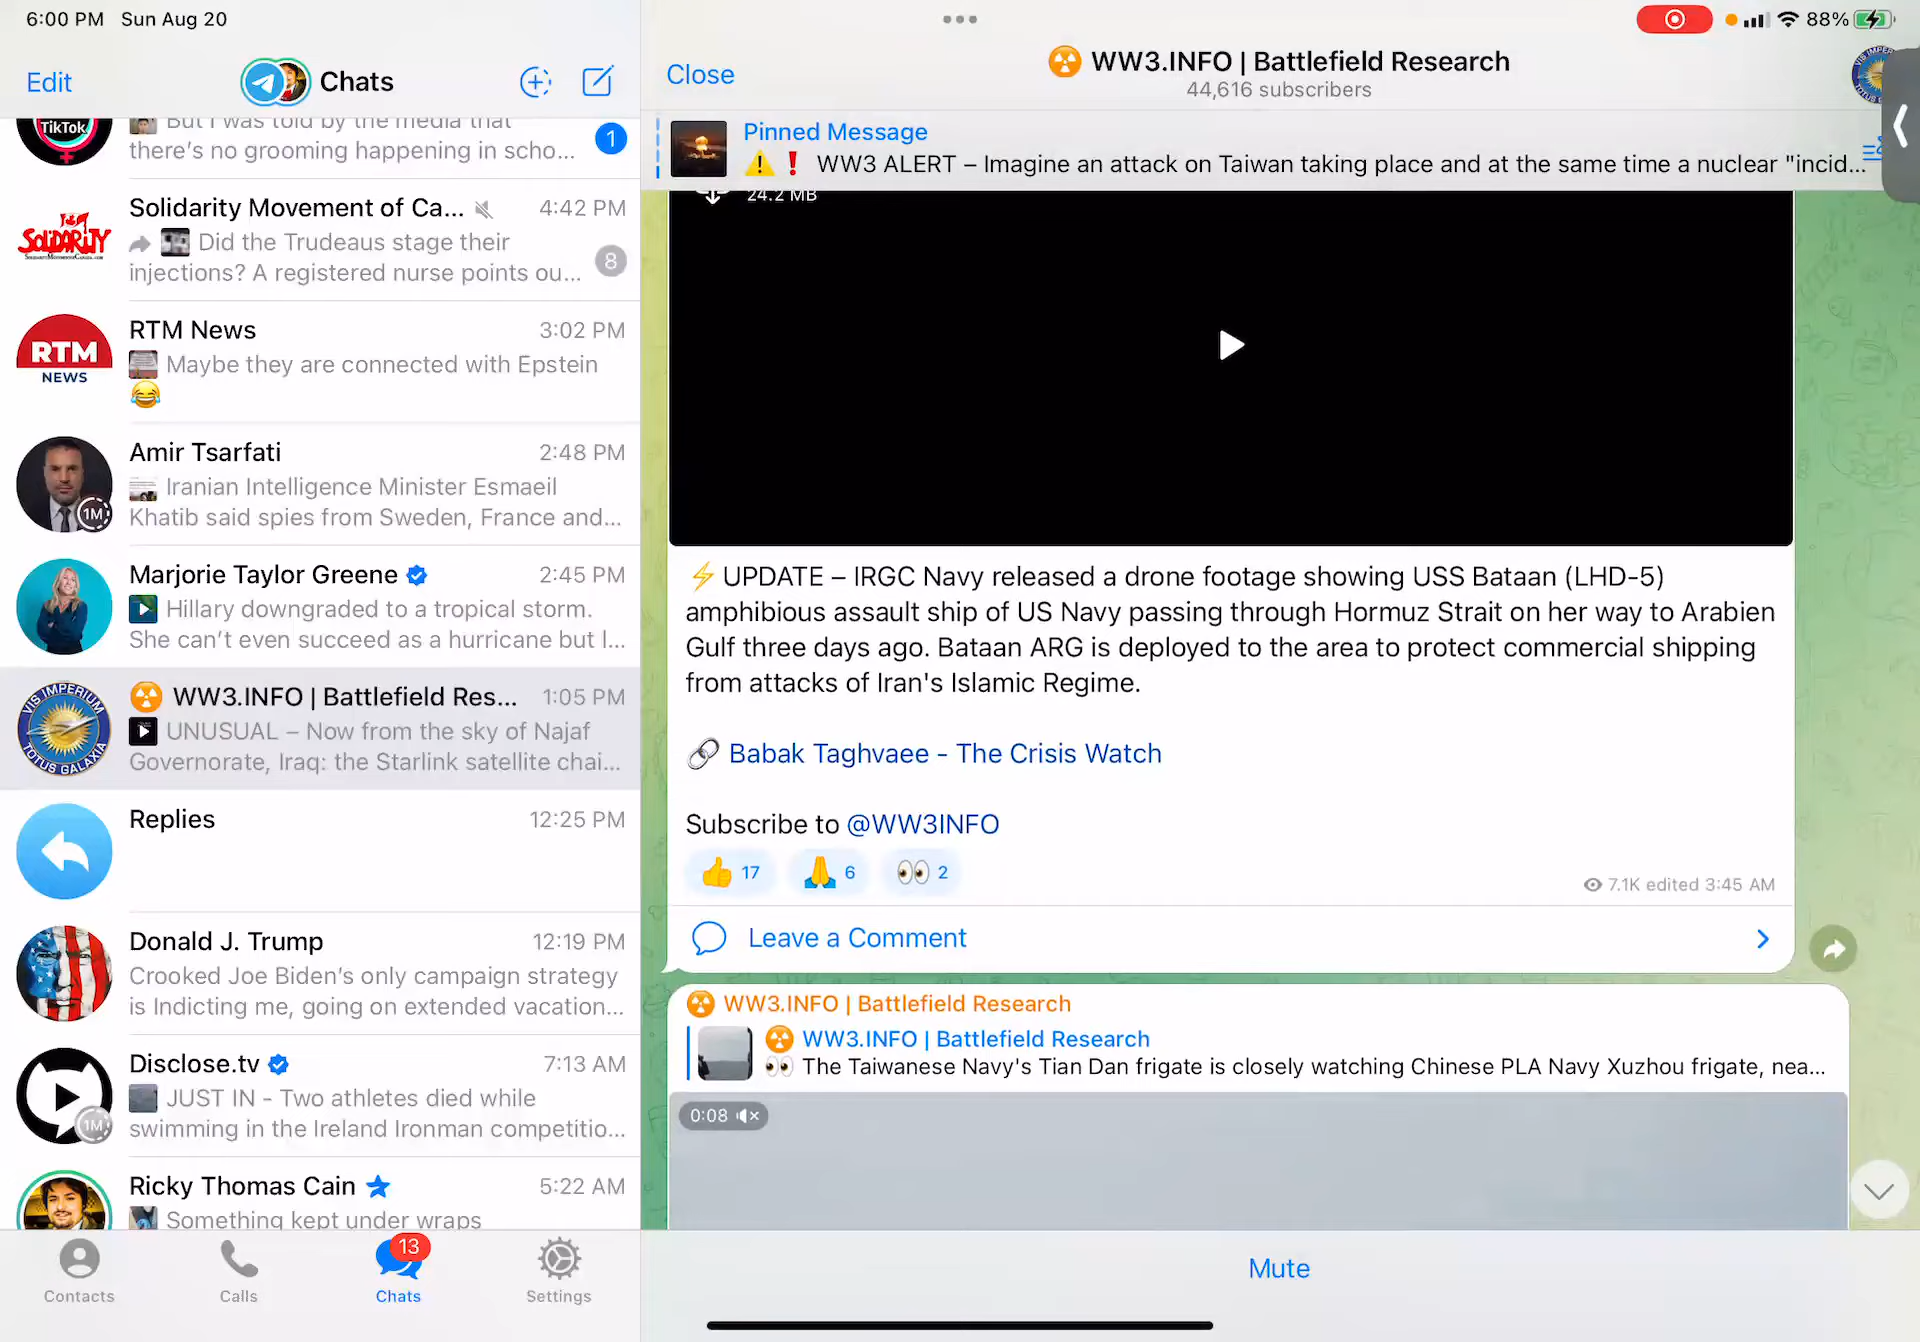 6:00 PM Sun Aug 20
88%
Edit
Chats
TikTok
But I was told by the media that
there's no grooming happening in scho...
1
Solidarity Movement of Ca...
4:42 PM
SOLIDARITY
Did the Trudeaus stage their
injections? A registered nurse points ou...
8
RTM News
3:02 PM
RTM
NEWS
Maybe they are connected with Epstein
😂
Amir Tsarfati
2:48 PM
Iranian Intelligence Minister Esmaeil
Khatib said spies from Sweden, France and...
1M
Marjorie Taylor Greene
2:45 PM
Hillary downgraded to a tropical storm.
She can't even succeed as a hurricane but I...
☢️ WW3.INFO | Battlefield Res...
1:05 PM
VIS IMPERIUM
TOTUS GALAXIA
UNUSUAL – Now from the sky of Najaf
Governorate, Iraq: the Starlink satellite chai...
Replies
12:25 PM
Donald J. Trump
12:19 PM
Crooked Joe Biden's only campaign strategy
is Indicting me, going on extended vacation...
Disclose.tv
7:13 AM
JUST IN - Two athletes died while
swimming in the Ireland Ironman competitio...
1M
Ricky Thomas Cain
5:22 AM
Something kept under wraps
Contacts
Calls
13
Chats
Settings
Close
☢️ WW3.INFO | Battlefield Research
44,616 subscribers
Pinned Message
⚠️❗ WW3 ALERT – Imagine an attack on Taiwan taking place and at the same time a nuclear "incid...
24.2 MB
⚡️UPDATE – IRGC Navy released a drone footage showing USS Bataan (LHD-5)
amphibious assault ship of US Navy passing through Hormuz Strait on her way to Arabien
Gulf three days ago. Bataan ARG is deployed to the area to protect commercial shipping
from attacks of Iran's Islamic Regime.
🔗 Babak Taghvaee - The Crisis Watch
Subscribe to @WW3INFO
👍 17 🙏 6 👀 2
7.1K edited 3:45 AM
Leave a Comment
☢️ WW3.INFO | Battlefield Research
☢️ WW3.INFO | Battlefield Research
👀 The Taiwanese Navy's Tian Dan frigate is closely watching Chinese PLA Navy Xuzhou frigate, nea...
0:08
Mute